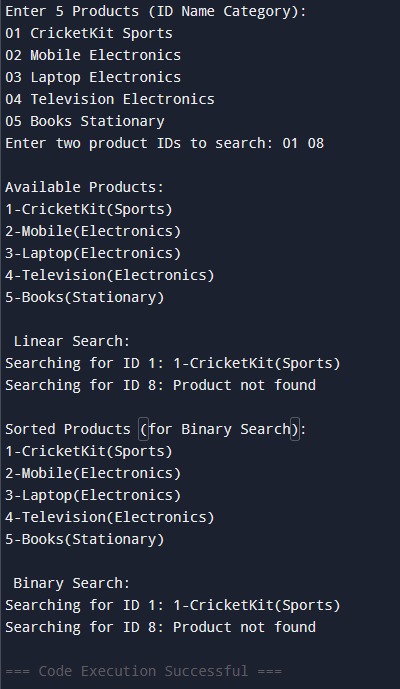 Enter 5 Products (ID Name Category):
01 CricketKit Sports
02 Mobile Electronics
03 Laptop Electronics
04 Television Electronics
05 Books Stationary
Enter two product IDs to search: 01 08
Available Products:
1-CricketKit(Sports)
2-Mobile(Electronics)
3-Laptop(Electronics)
4-Television(Electronics)
5-Books(Stationary)
Linear Search:
Searching for ID 1: 1-CricketKit(Sports)
Searching for ID 8: Product not found
Sorted Products (for Binary Search):
1-CricketKit(Sports)
2-Mobile(Electronics)
3-Laptop(Electronics)
4-Television(Electronics)
5-Books(Stationary)
Binary Search:
Searching for ID 1: 1-CricketKit(Sports)
Searching for ID 8: Product not found
=== Code Execution Successful ===